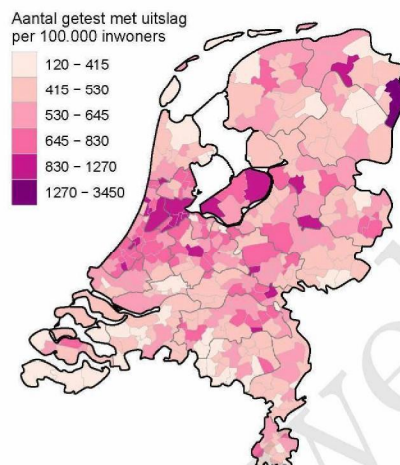 Aantal getest met uitslag
per 100.000 inwoners
120 – 415
415 – 530
530 – 645
645 – 830
830 – 1270
1270 – 3450